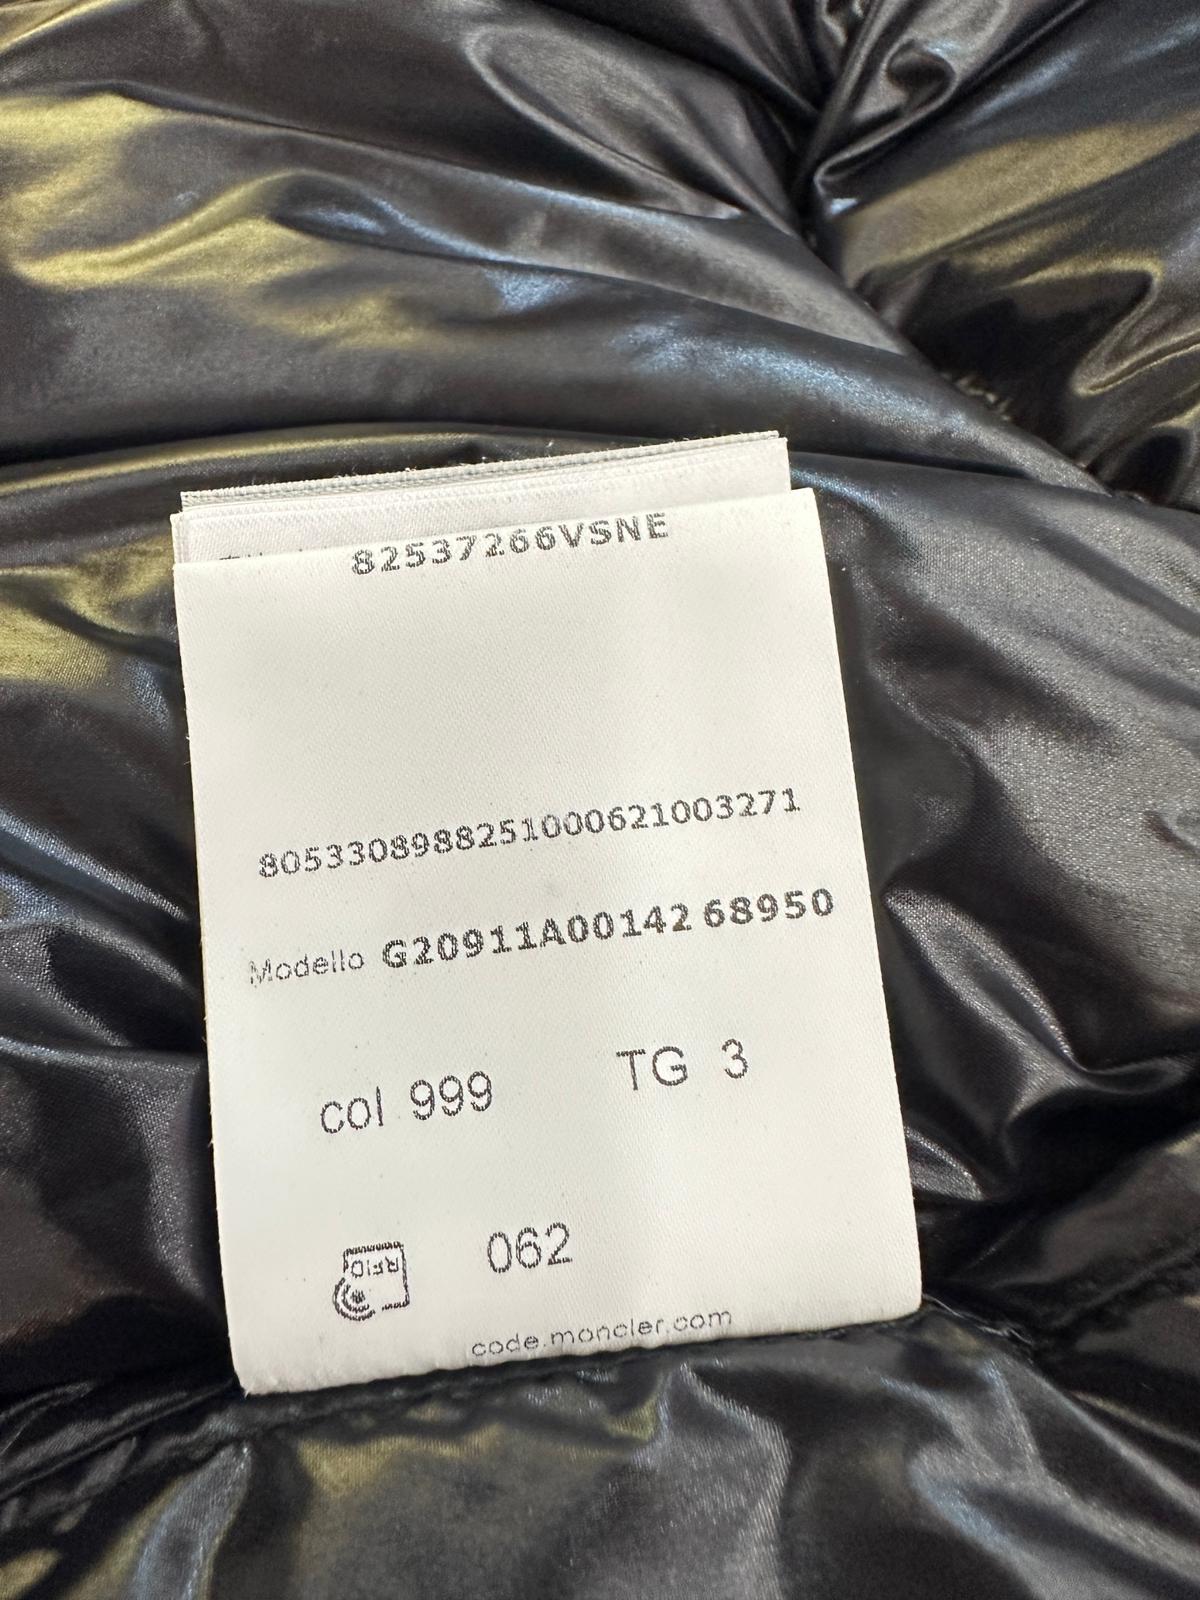 82537266VSNE
8053308988251000621003271
Modello G20911A00142 68950
col 999 TG 3
RFID 062
code.moncler.com